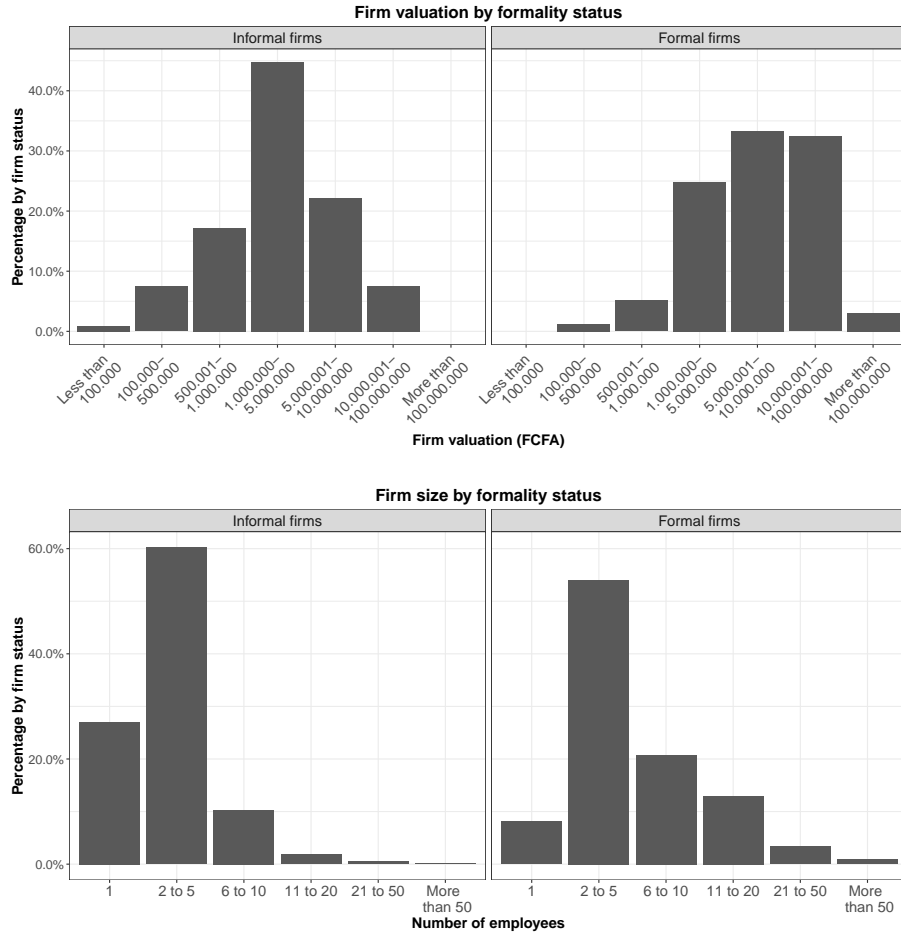 Firm valuation by formality status
Informal firms
Formal firms
Percentage by firm status
40.0%
30.0%
20.0%
10.0%
0.0%
Less than
100.000
100.000–
500.000
500.001–
1.000.000
1.000.000–
5.000.000
5.000.001–
10.000.000
10.000.001–
100.000.000
More than
100.000.000
Less than
100.000
100.000–
500.000
500.001–
1.000.000
1.000.000–
5.000.000
5.000.001–
10.000.000
10.000.001–
100.000.000
More than
100.000.000
Firm valuation (FCFA)
Firm size by formality status
Informal firms
Formal firms
Percentage by firm status
60.0%
40.0%
20.0%
0.0%
1
2 to 5
6 to 10
11 to 20
21 to 50
More
than 50
1
2 to 5
6 to 10
11 to 20
21 to 50
More
than 50
Number of employees